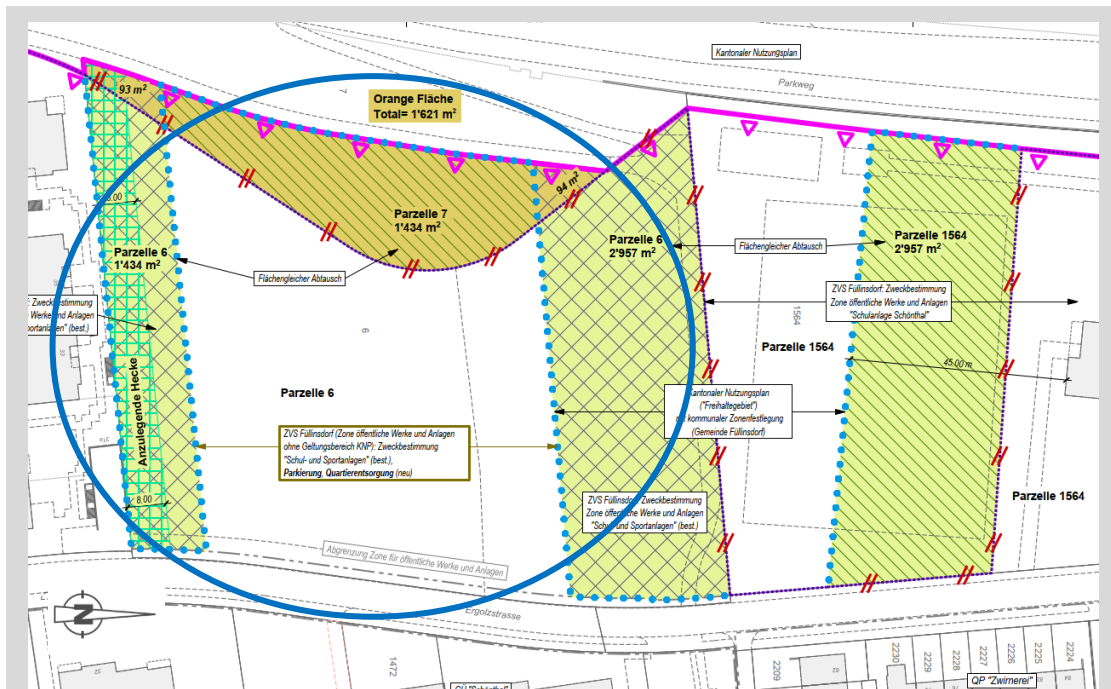 Kantonaler Nutzungsplan
Parkweg
93 m²
Orange Fläche
Total= 1'621 m²
7
94 m²
Parzelle 7
1'434 m²
Parzelle 6
1'434 m²
Flächengleicher Abtausch
Parzelle 6
2'957 m²
Flächengleicher Abtausch
Parzelle 1564
2'957 m²
ZVS Füllinsdorf: Zweckbestimmung
Zone öffentliche Werke und Anlagen
"Schulanlage Schönthal"
Zweckbestimmung
Werke und Anlagen
(best.)
6
1564
Parzelle 1564
45.00 m
Parzelle 6
Anzulegende Hecke
Kantonaler Nutzungsplan
("Freihaltegebiet")
kommunaler Zonenfestlegung
(Gemeinde Füllinsdorf)
ZVS Füllinsdorf (Zone öffentliche Werke und Anlagen
ohne Geltungsbereich KNP): Zweckbestimmung
"Schul- und Sportanlagen" (best.),
Parkierung, Quartierentsorgung (neu)
8.00
ZVS Füllinsdorf: Zweckbestimmung
Zone öffentliche Werke und Anlagen
"Schul- und Sportanlagen" (best.)
Parzelle 1564
Abgrenzung Zone für öffentliche Werke und Anlagen
Ergolzstrasse
N
1472
2209
2230
2229
2228
2227
2226
2225
2224
QP "Zwirnerei"